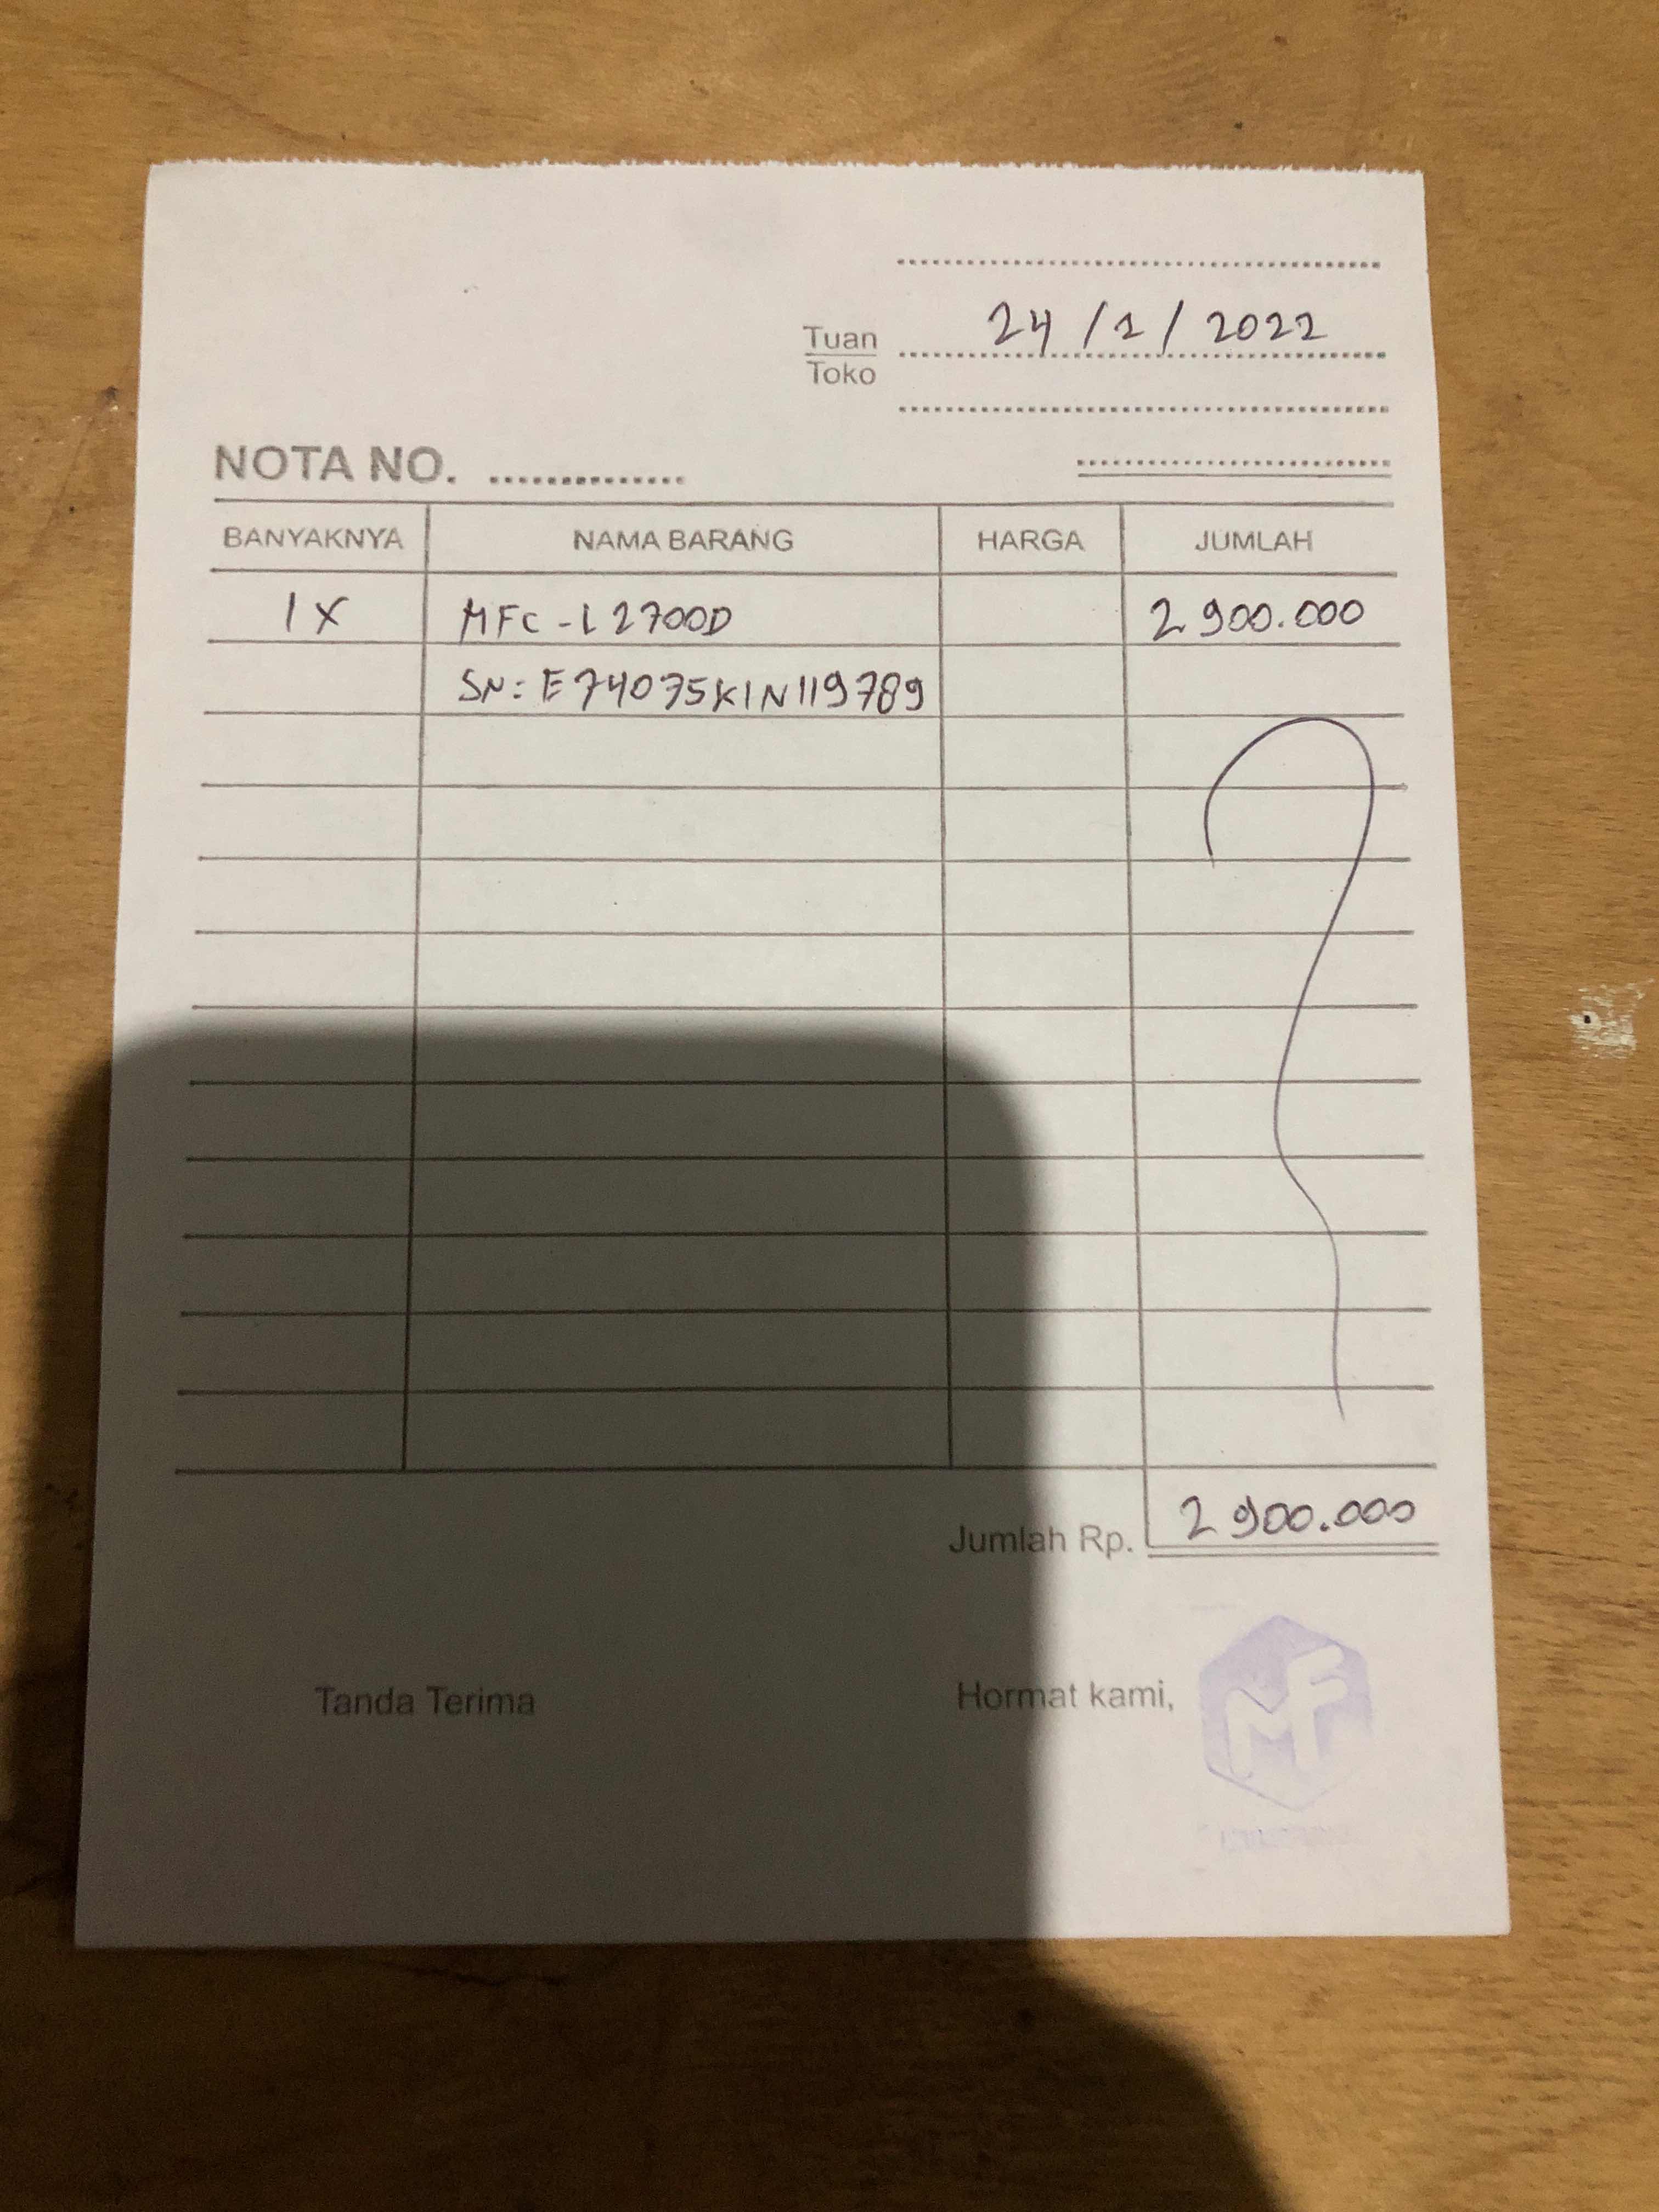 24/1/2022
Tuan
Toko
NOTA NO.
BANYAKNYA NAMA BARANG HARGA JUMLAH
1X MFC-L2700D 2 900.000
SN: E74075K1N119789
Jumlah Rp. 2 900.000
Tanda Terima Hormat kami,
MF